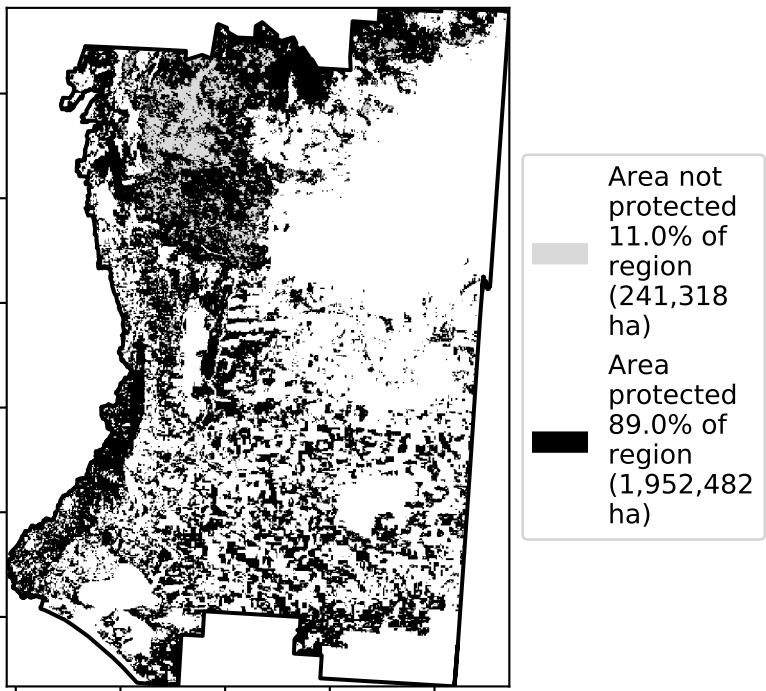 Area not
protected
11.0% of
region
(241,318
ha)
Area
protected
89.0% of
region
(1,952,482
ha)